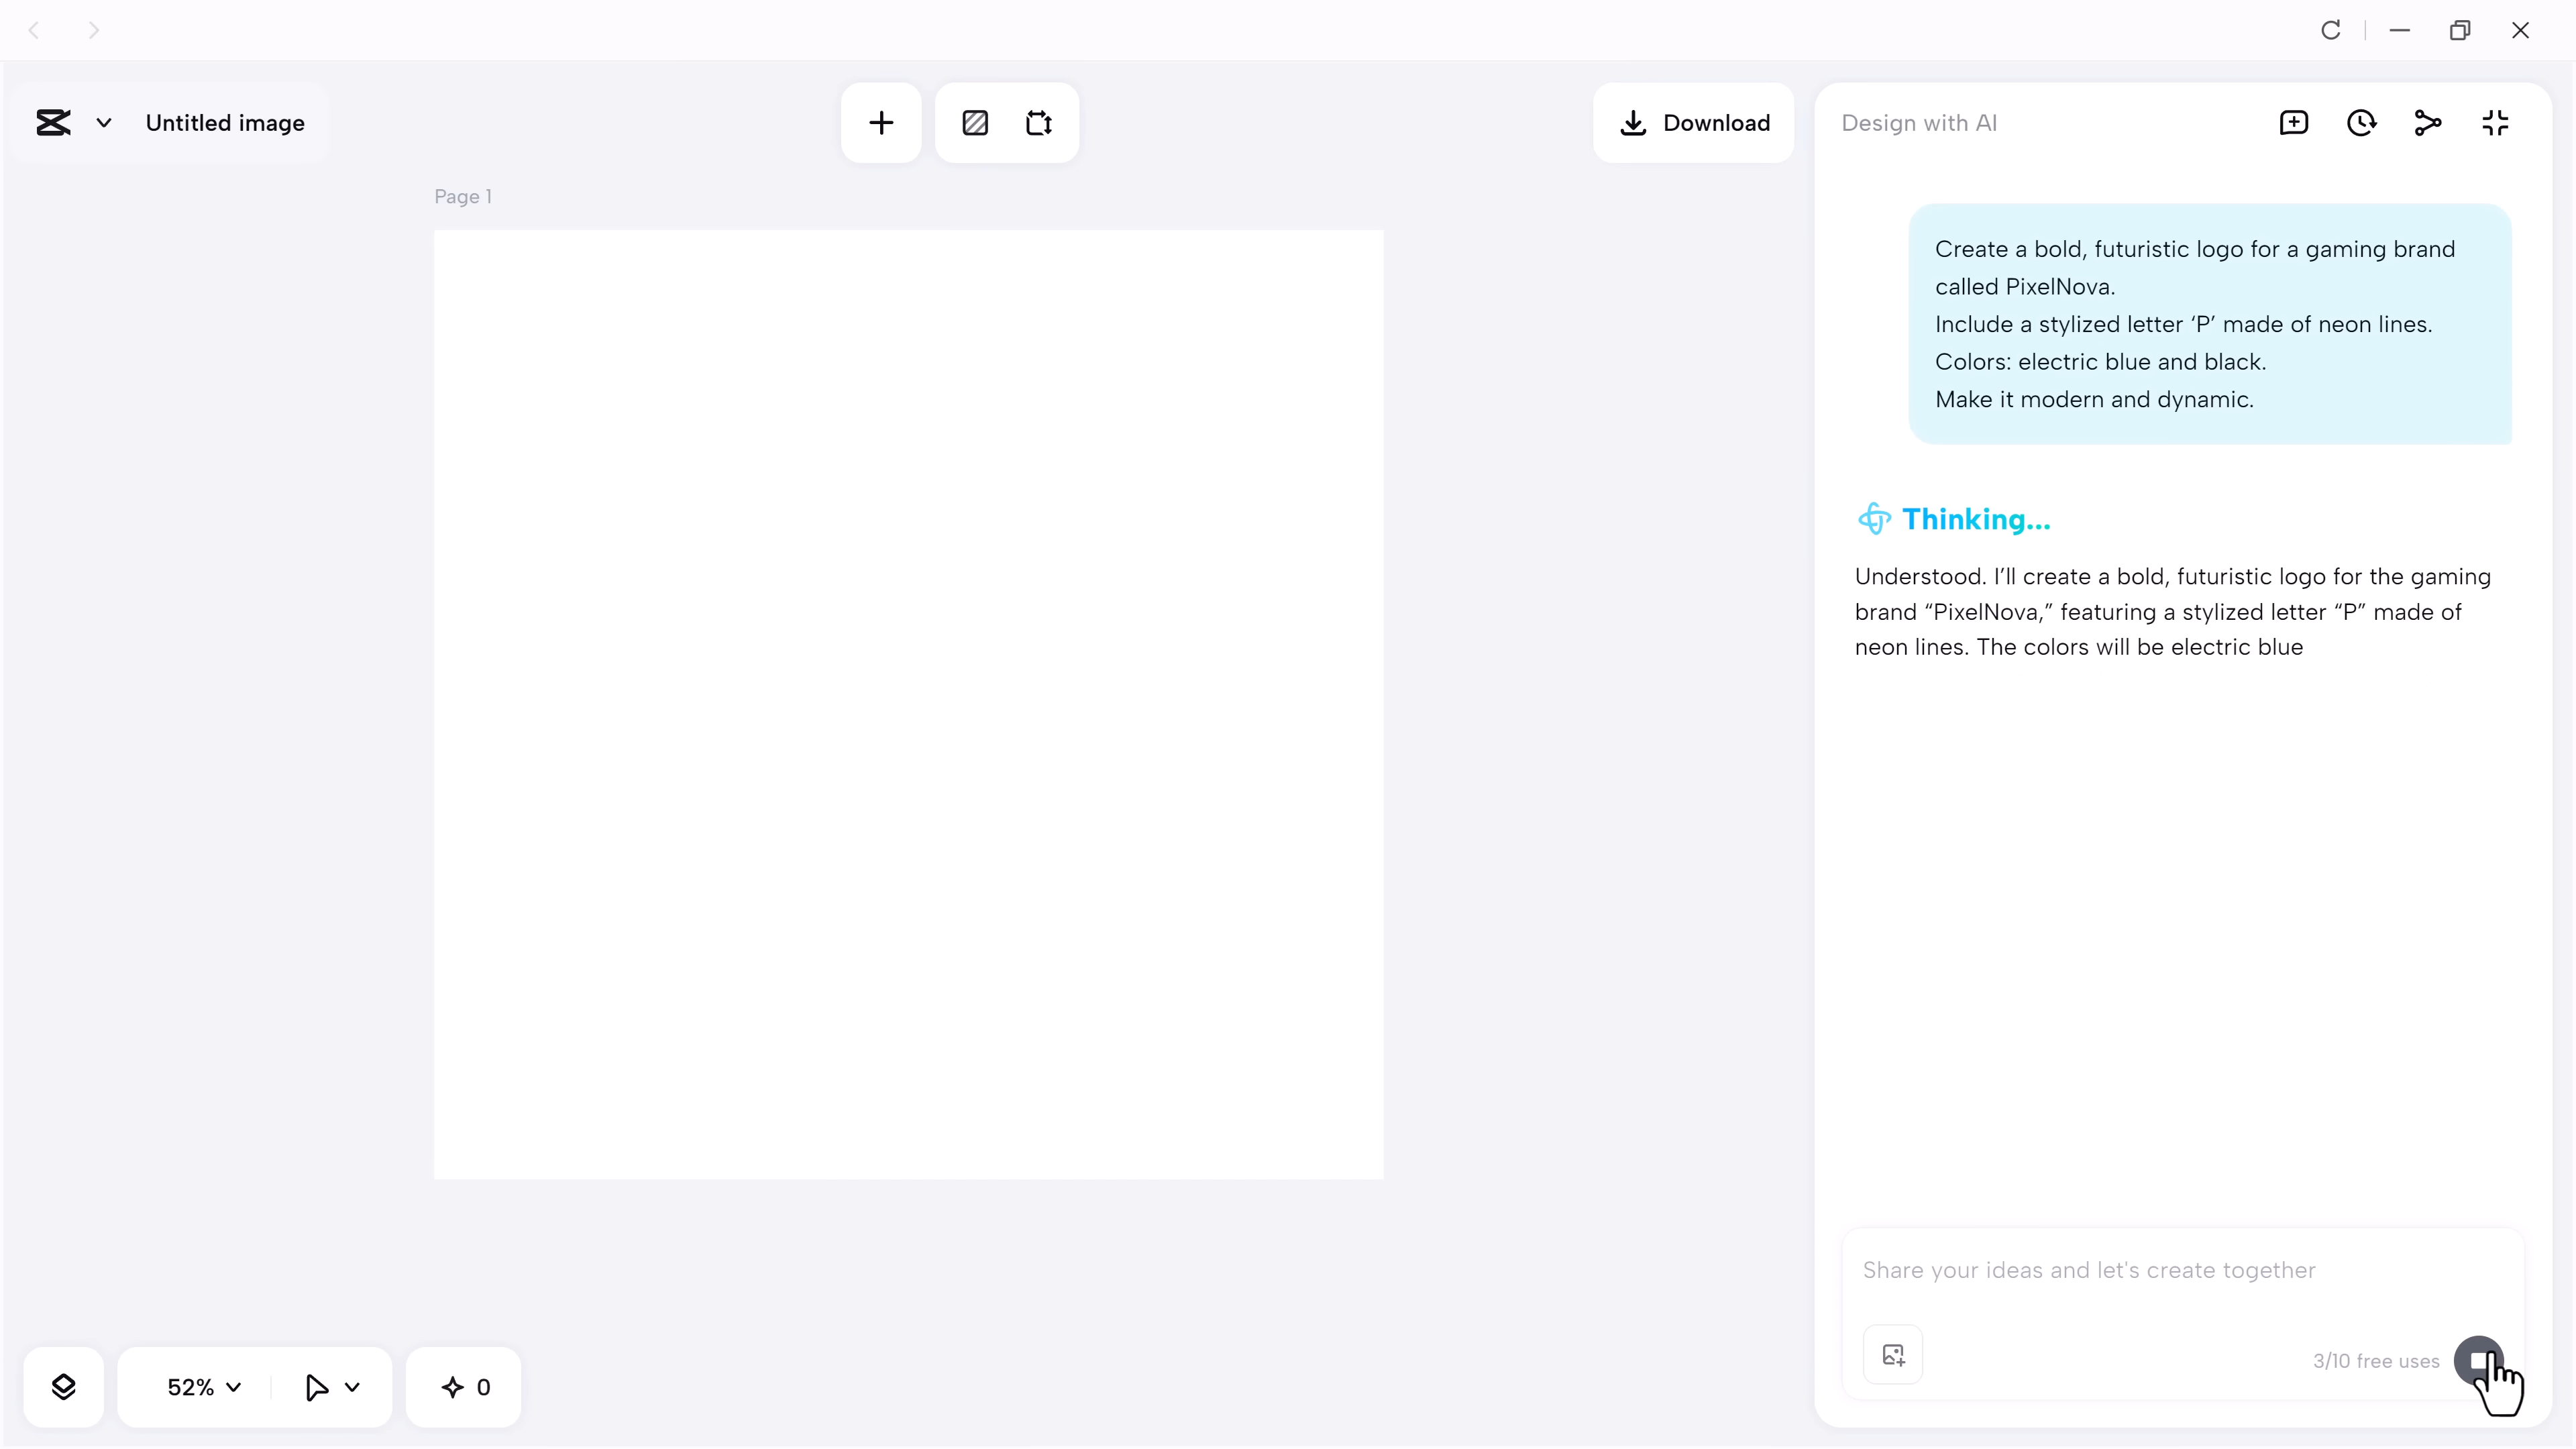 Untitled image
Download
Design with AI
Page 1
Create a bold, futuristic logo for a gaming brand
called PixelNova.
Include a stylized letter ‘P’ made of neon lines.
Colors: electric blue and black.
Make it modern and dynamic.
Thinking...
Understood. I’ll create a bold, futuristic logo for the gaming
brand “PixelNova,” featuring a stylized letter “P” made of
neon lines. The colors will be electric blue
Share your ideas and let's create together
3/10 free uses
52%
0